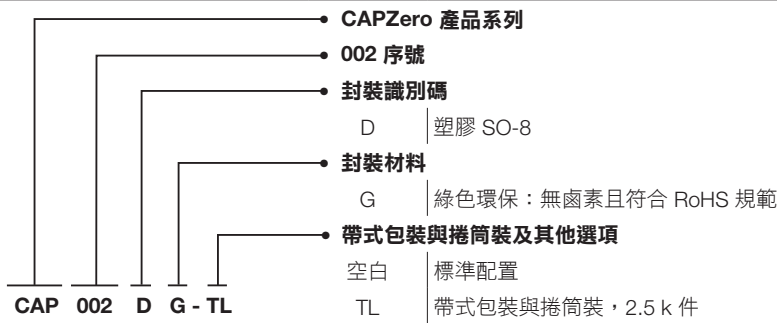 CAPZero 產品系列
002 序號
封裝識別碼
D 塑膠 SO-8
封裝材料
G 綠色環保：無鹵素且符合 RoHS 規範
帶式包裝與捲筒裝及其他選項
空白 標準配置
TL 帶式包裝與捲筒裝，2.5 k 件
CAP 002 D G - TL